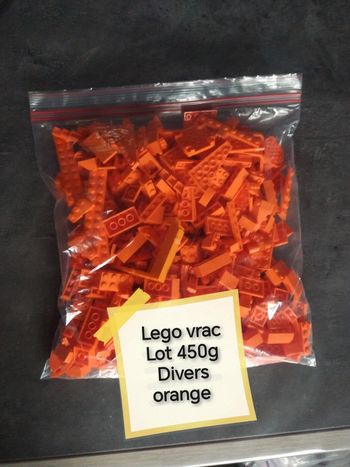 Lego vrac
Lot 450g
Divers
orange